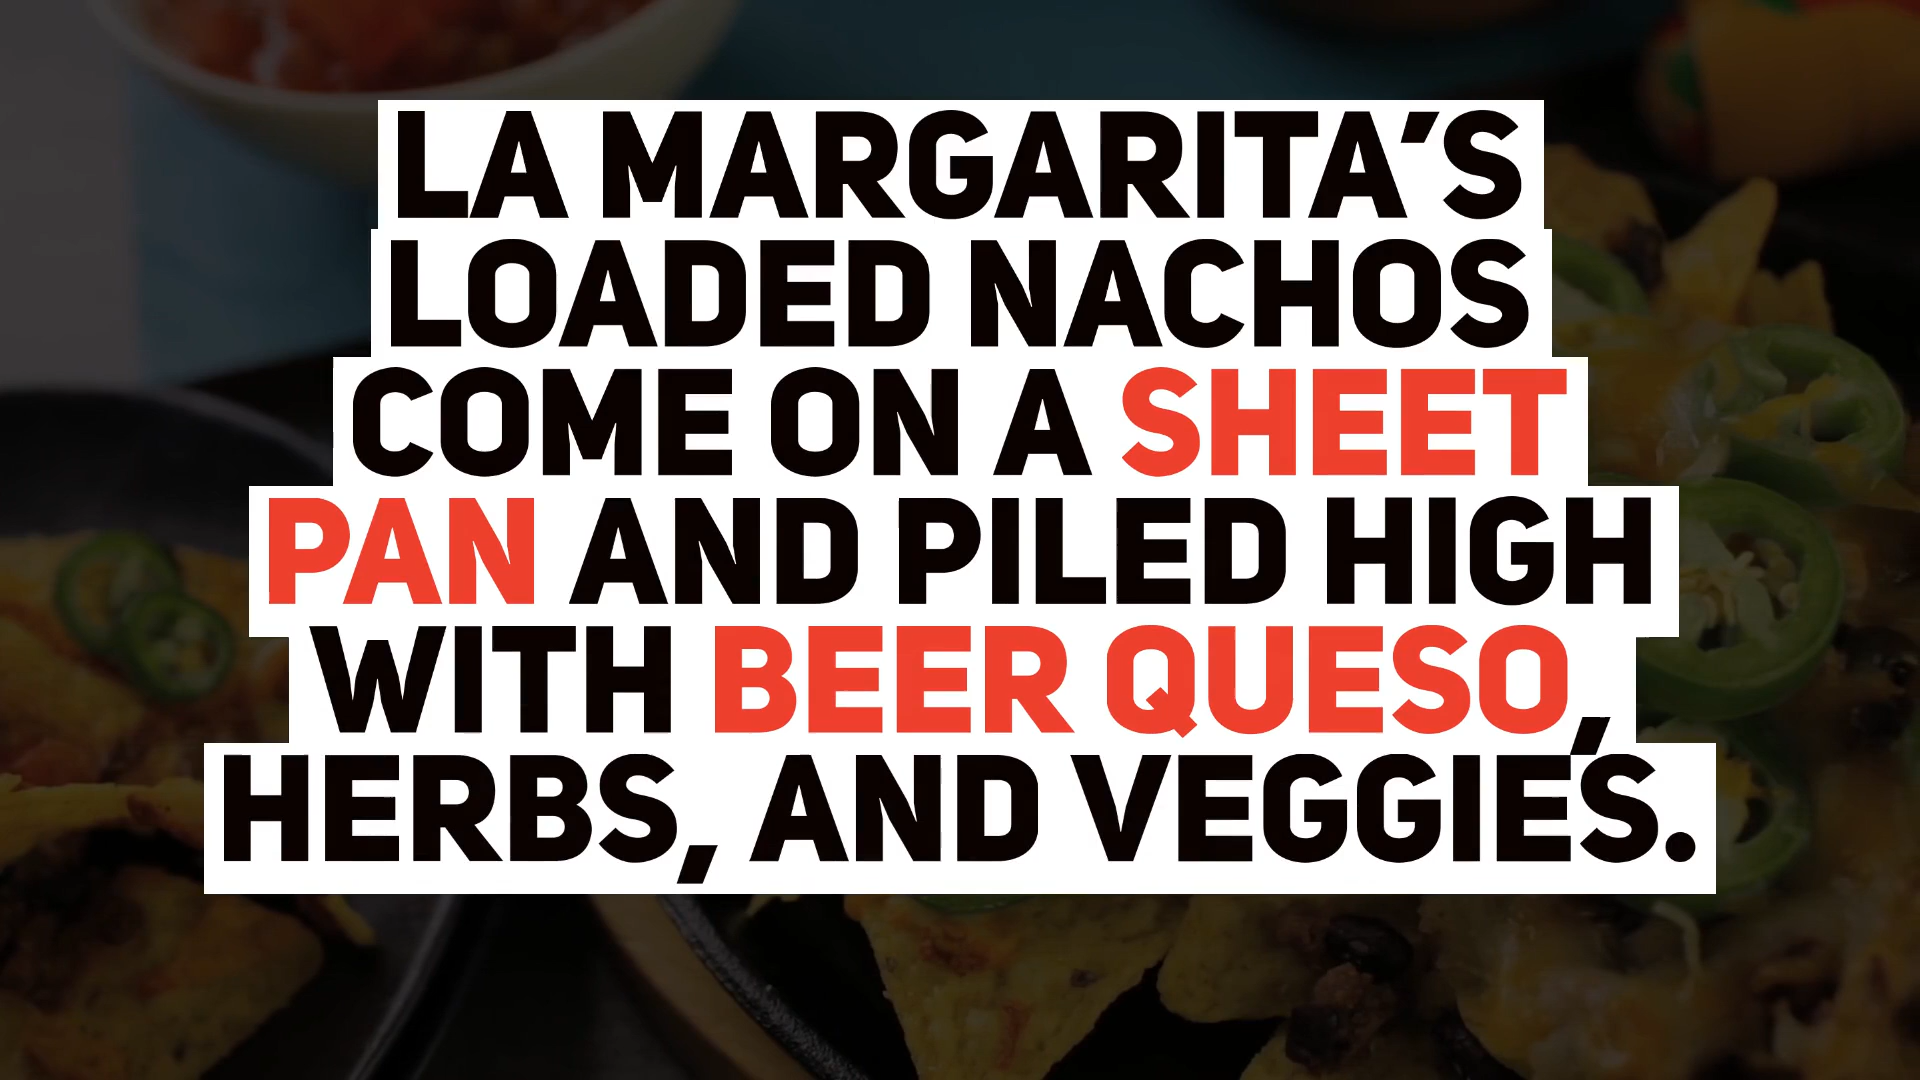 LA MARGARITA’S
LOADED NACHOS
COME ON A SHEET
PAN AND PILED HIGH
WITH BEER QUESO,
HERBS, AND VEGGIES.